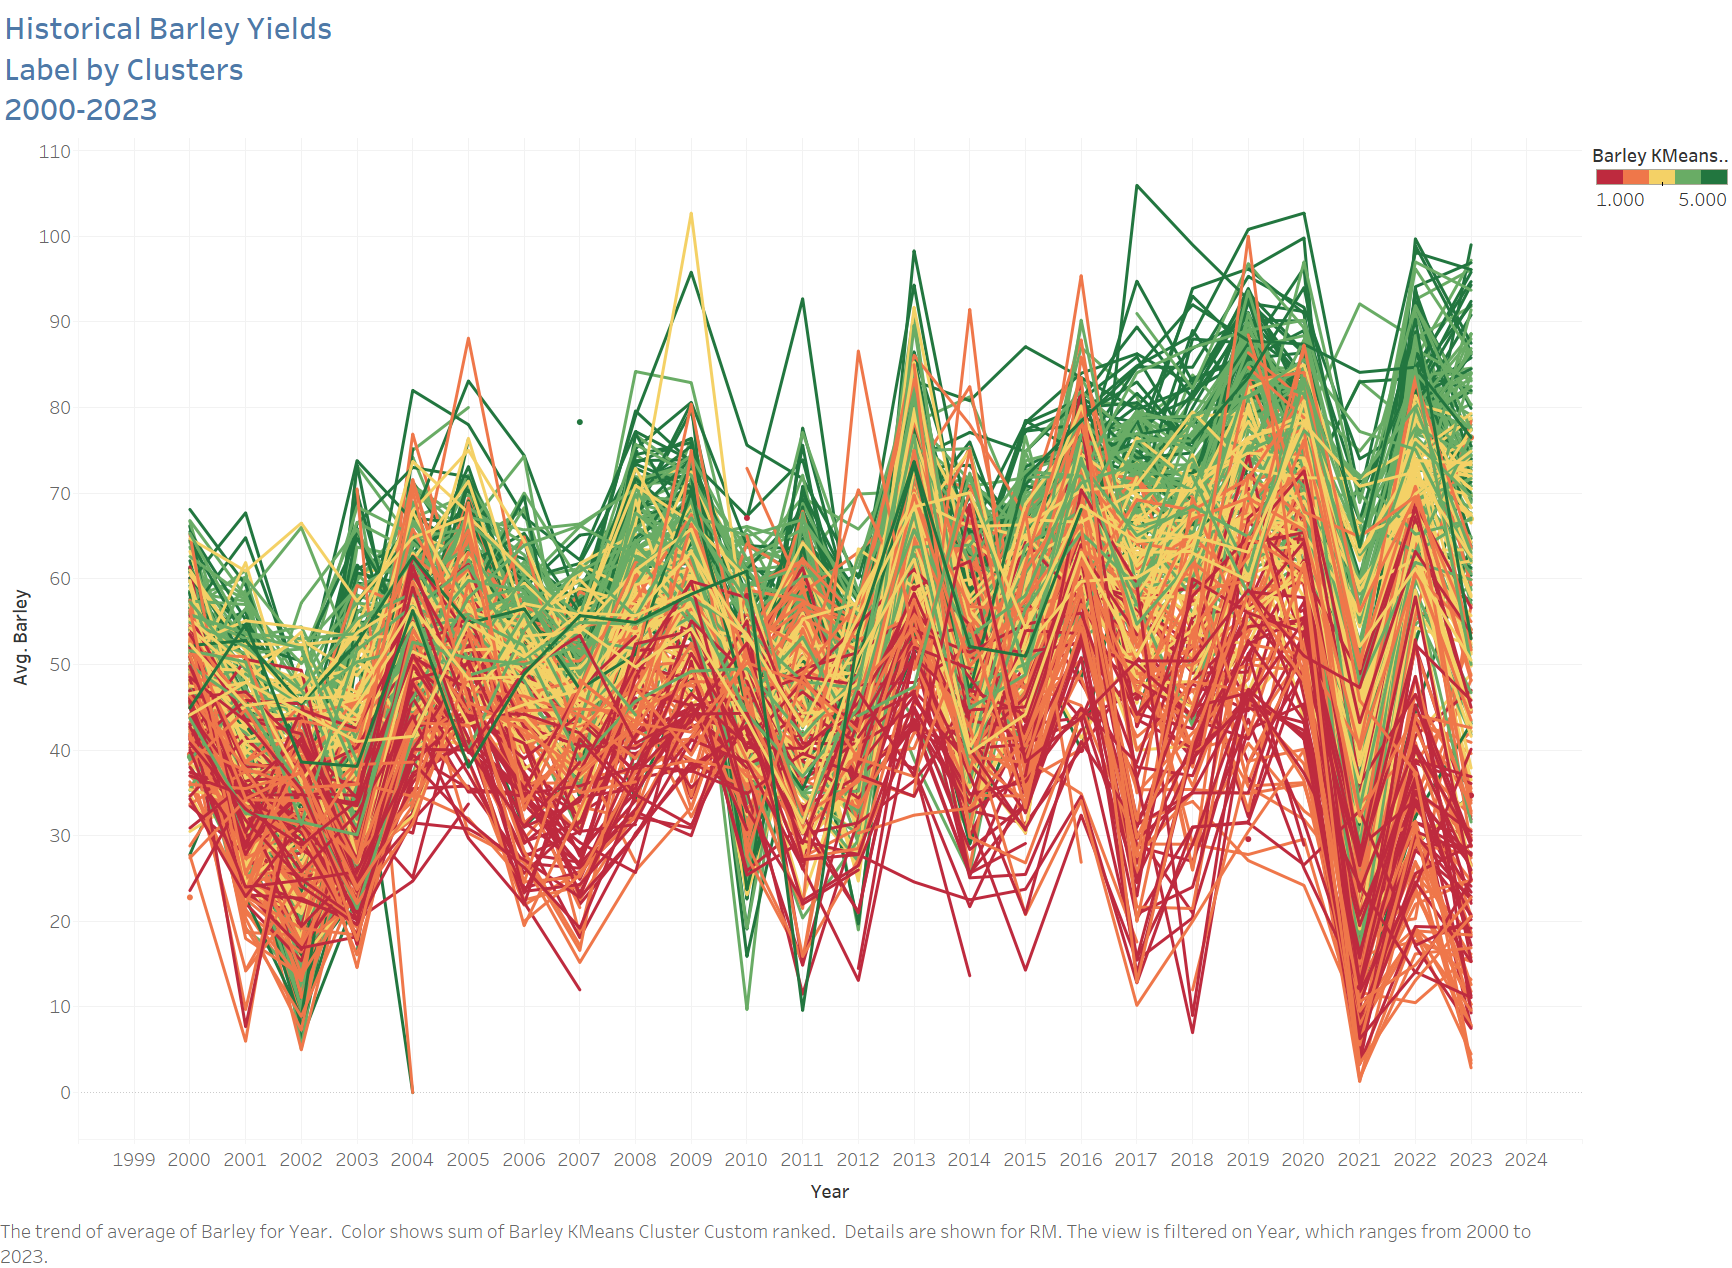 Historical Barley Yields
Label by Clusters
2000-2023
110
100
90
80
70
60
50
40
30
20
10
0
Avg. Barley
1999 2000 2001 2002 2003 2004 2005 2006 2007 2008 2009 2010 2011 2012 2013 2014 2015 2016 2017 2018 2019 2020 2021 2022 2023 2024
Year
Barley KMeans..
1.000 5.000
The trend of average of Barley for Year. Color shows sum of Barley KMeans Cluster Custom ranked. Details are shown for RM. The view is filtered on Year, which ranges from 2000 to
2023.